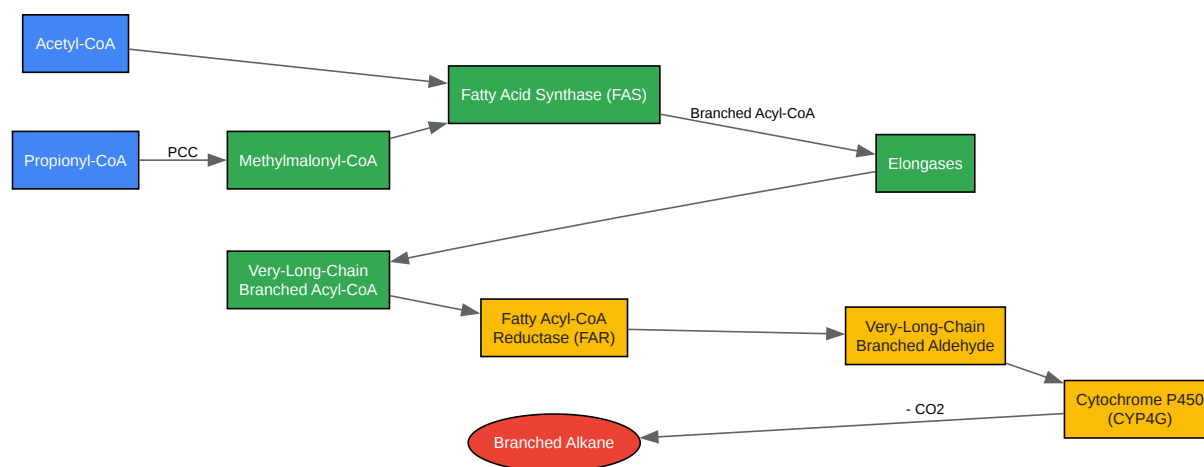 Acetyl-CoA
Fatty Acid Synthase (FAS)
Branched Acyl-CoA
Propionyl-CoA
PCC
Methylmalonyl-CoA
Elongases
Very-Long-Chain
Branched Acyl-CoA
Fatty Acyl-CoA
Reductase (FAR)
Very-Long-Chain
Branched Aldehyde
Cytochrome P450
(CYP4G)
- CO2
Branched Alkane